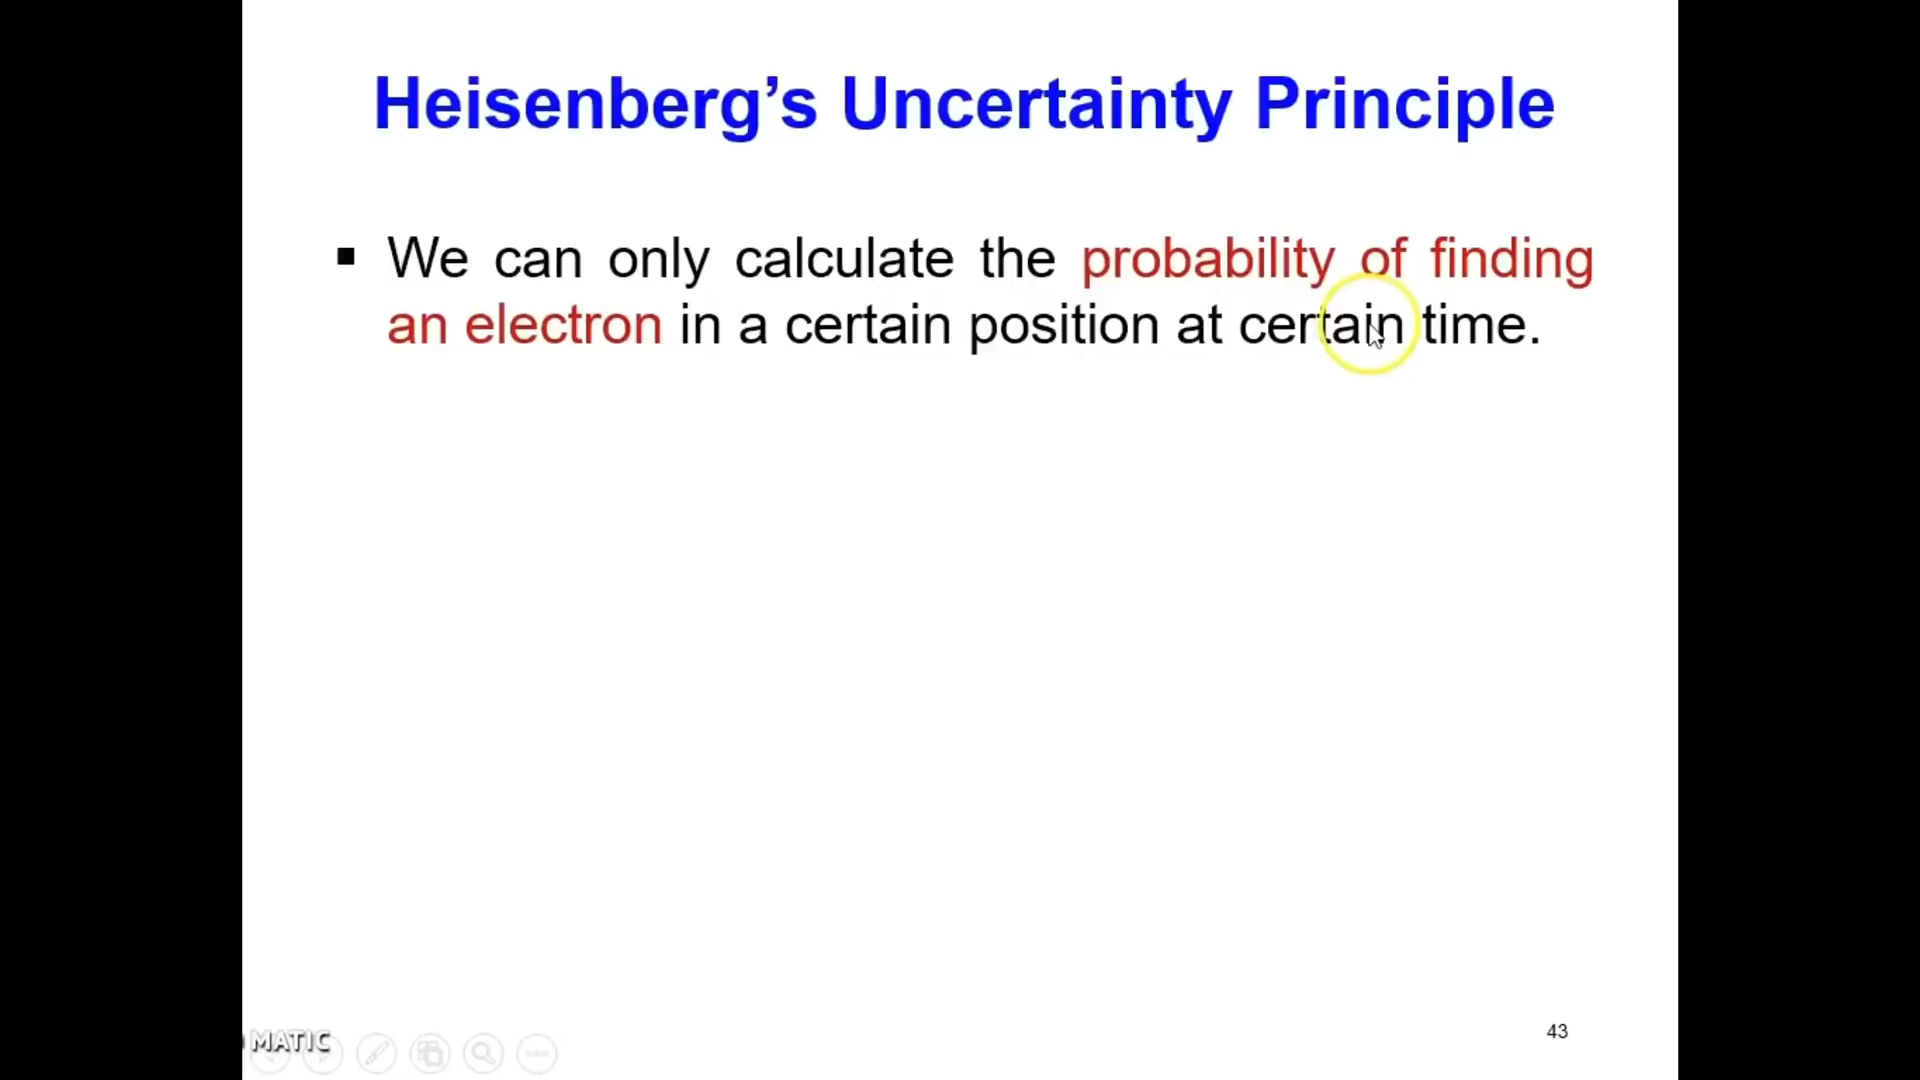 Heisenberg’s Uncertainty Principle
▪ We can only calculate the probability of finding
an electron in a certain position at certain time.
MATIC
43